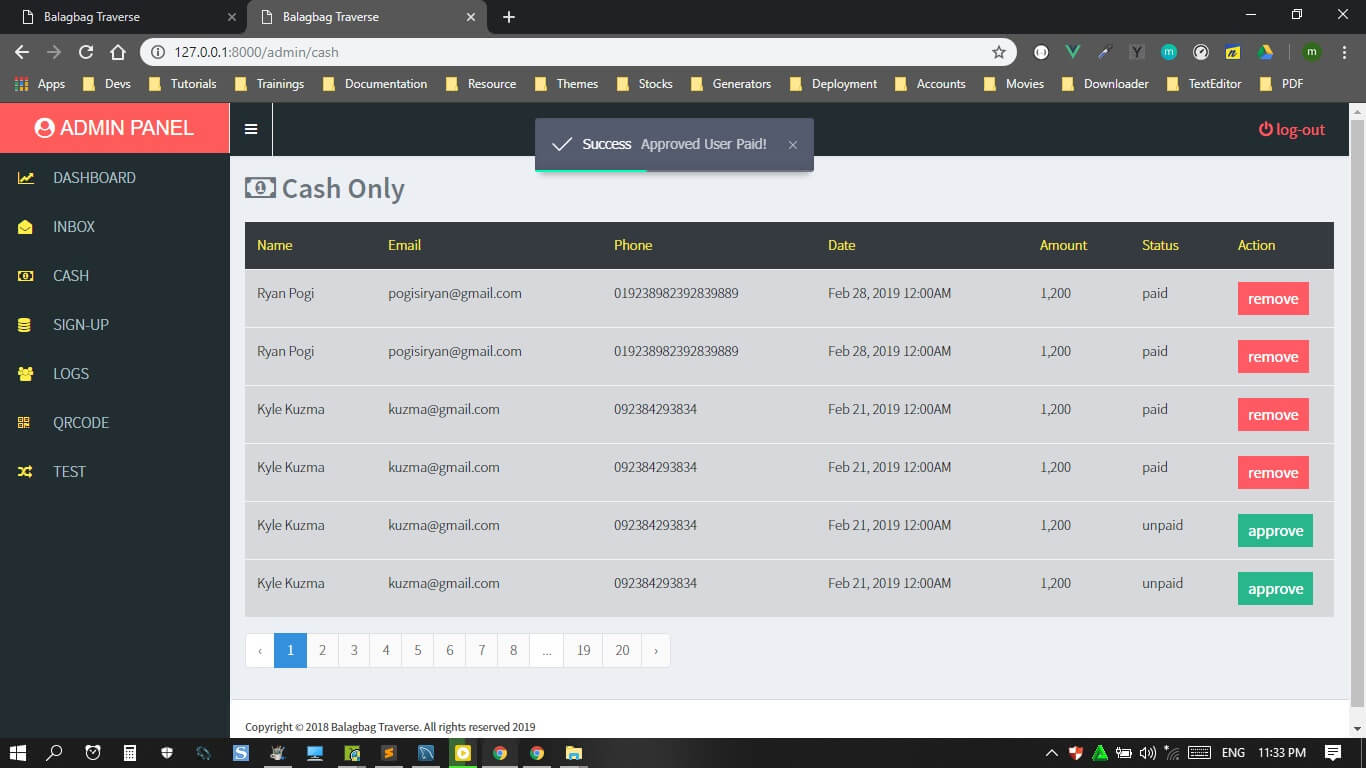 Balagbag Traverse
Balagbag Traverse
127.0.0.1:8000/admin/cash
Apps Devs Tutorials Trainings Documentation Resource Themes Stocks Generators Deployment Accounts Movies Downloader TextEditor PDF
ADMIN PANEL
Success Approved User Paid!
log-out
DASHBOARD
INBOX
CASH
SIGN-UP
LOGS
QRCODE
TEST
Cash Only
Name Email Phone Date Amount Status Action
Ryan Pogi pogisiryan@gmail.com 019238982392839889 Feb 28, 2019 12:00AM 1,200 paid remove
Ryan Pogi pogisiryan@gmail.com 019238982392839889 Feb 28, 2019 12:00AM 1,200 paid remove
Kyle Kuzma kuzma@gmail.com 092384293834 Feb 21, 2019 12:00AM 1,200 paid remove
Kyle Kuzma kuzma@gmail.com 092384293834 Feb 21, 2019 12:00AM 1,200 paid remove
Kyle Kuzma kuzma@gmail.com 092384293834 Feb 21, 2019 12:00AM 1,200 unpaid approve
Kyle Kuzma kuzma@gmail.com 092384293834 Feb 21, 2019 12:00AM 1,200 unpaid approve
‹ 1 2 3 4 5 6 7 8 ... 19 20 ›
Copyright © 2018 Balagbag Traverse. All rights reserved 2019
ENG 11:33 PM